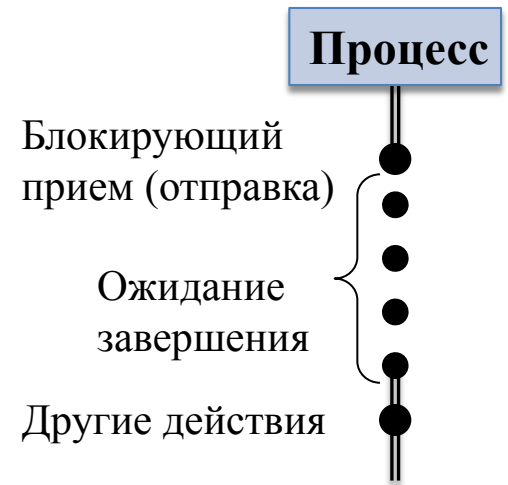 Процесс
Блокирующий
прием (отправка)
Ожидание
завершения
Другие действия